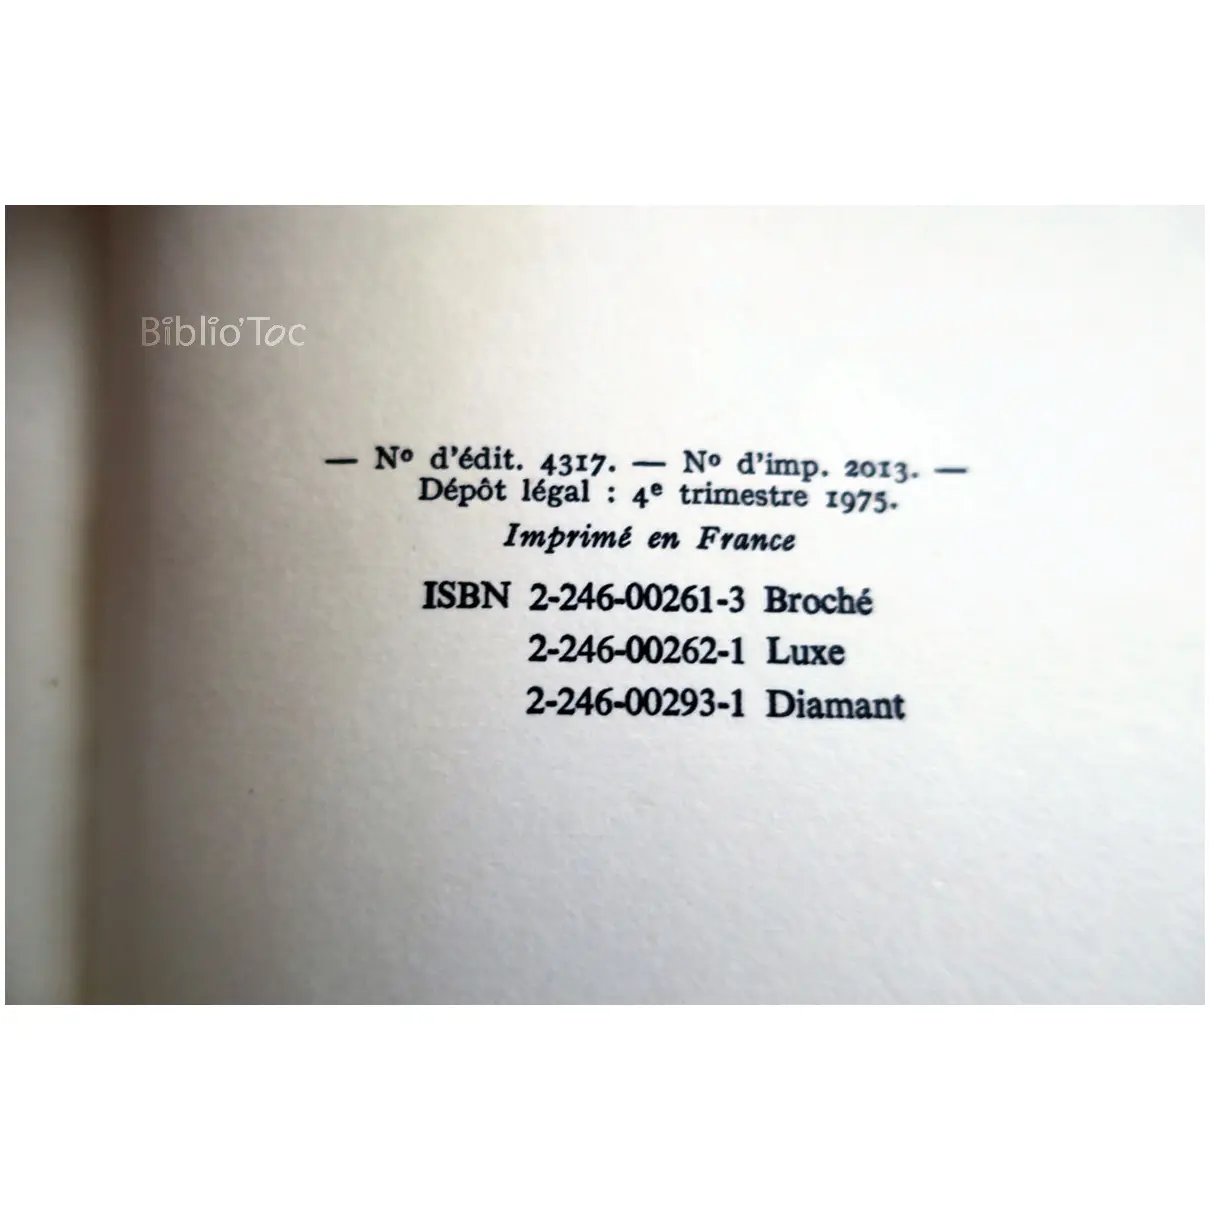 Biblio'Toc
— Nº d'édit. 4317. — Nº d'imp. 2013. —
Dépôt légal : 4e trimestre 1975.
Imprimé en France
ISBN 2-246-00261-3 Broché
2-246-00262-1 Luxe
2-246-00293-1 Diamant